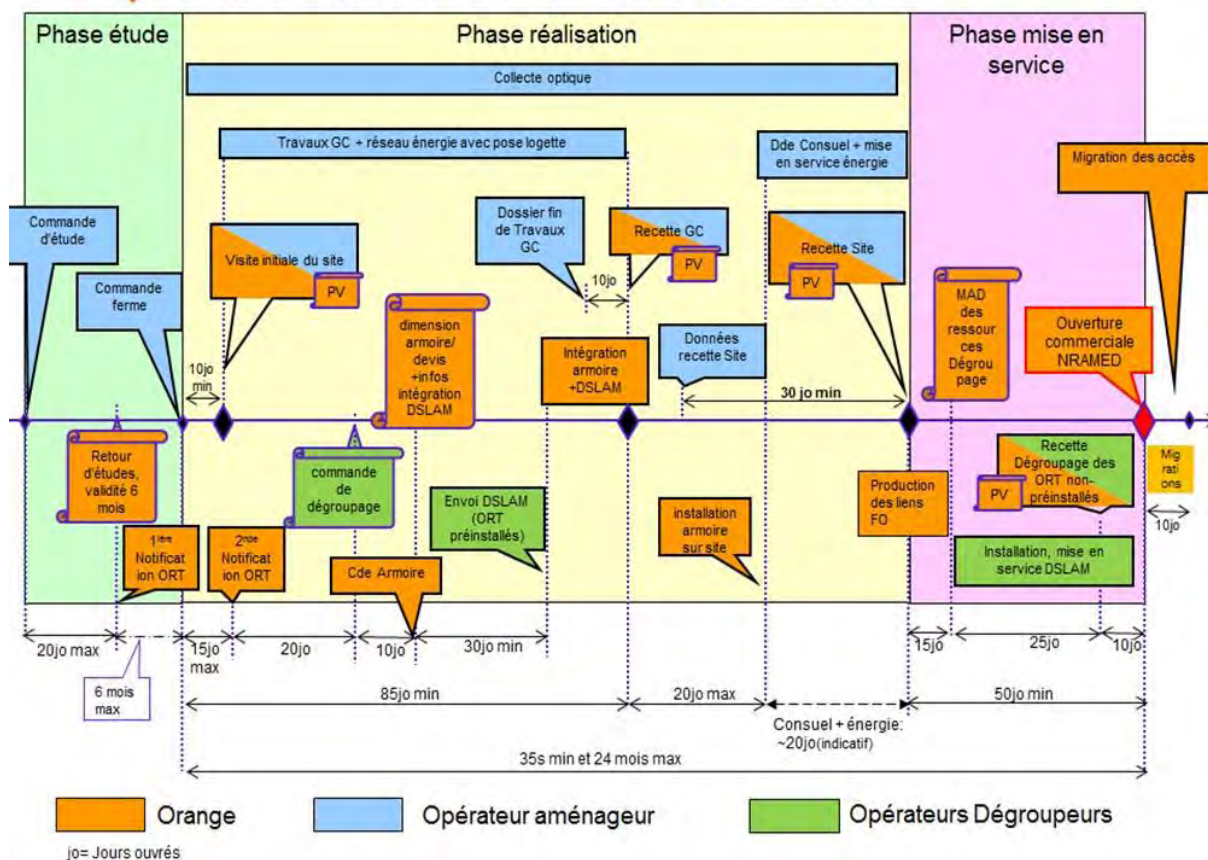 Phase étude
Phase réalisation
Phase mise en
service
Collecte optique
Travaux GC + réseau énergie avec pose logette
Dde Consuel + mise
en service énergie
Migration des accès
Commande
d'étude
Commande
ferme
Visite initiale du site
PV
Dossier fin
de Travaux
GC
Recette GC
PV
Recette Site
PV
10jo
min
dimension
armoire/
devis
+infos
intégration
DSLAM
10jo
Intégration
armoire
+DSLAM
Données
recette Site
30 jo min
MAD
des
ressour
ces
Dégrou
page
Ouverture
commerciale
NRAMED
Retour
d'études,
validité 6
mois
1ière
Notificat
ion ORT
2nde
Notificat
ion ORT
commande
de
dégroupage
Cde Armoire
Envoi DSLAM
(ORT
préinstallés)
installation
armoire
sur site
Production
des liens
FO
Recette
Dégroupage des
ORT non-
préinstallés
PV
Installation, mise en
service DSLAM
Mig
rati
ons
10jo
20jo max
6 mois
max
15jo
max
20jo
10jo
30jo min
15jo
25jo
10jo
85jo min
20jo max
Consuel + énergie:
~20jo(indicatif)
50jo min
35s min et 24 mois max
Orange
Opérateur aménageur
Opérateurs Dégroupeurs
jo= Jours ouvrés